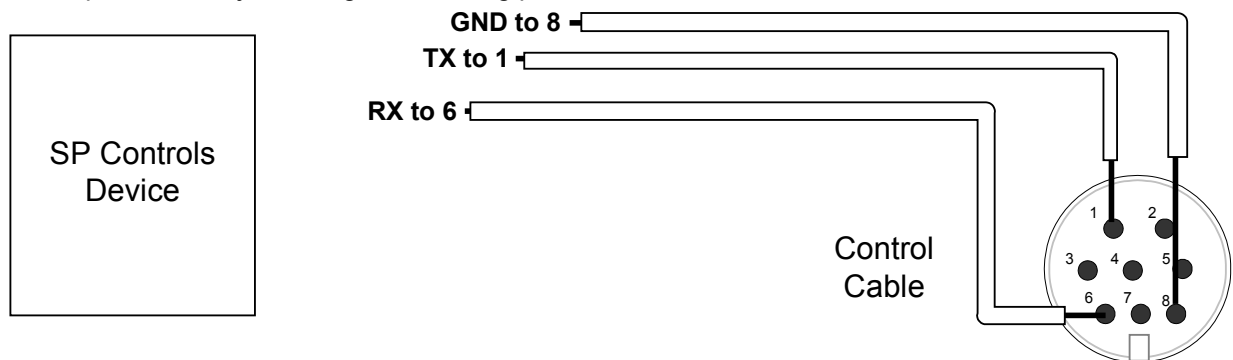 GND to 8
TX to 1
RX to 6
SP Controls
Device
Control
Cable
1 2
3 4 5
6 7 8